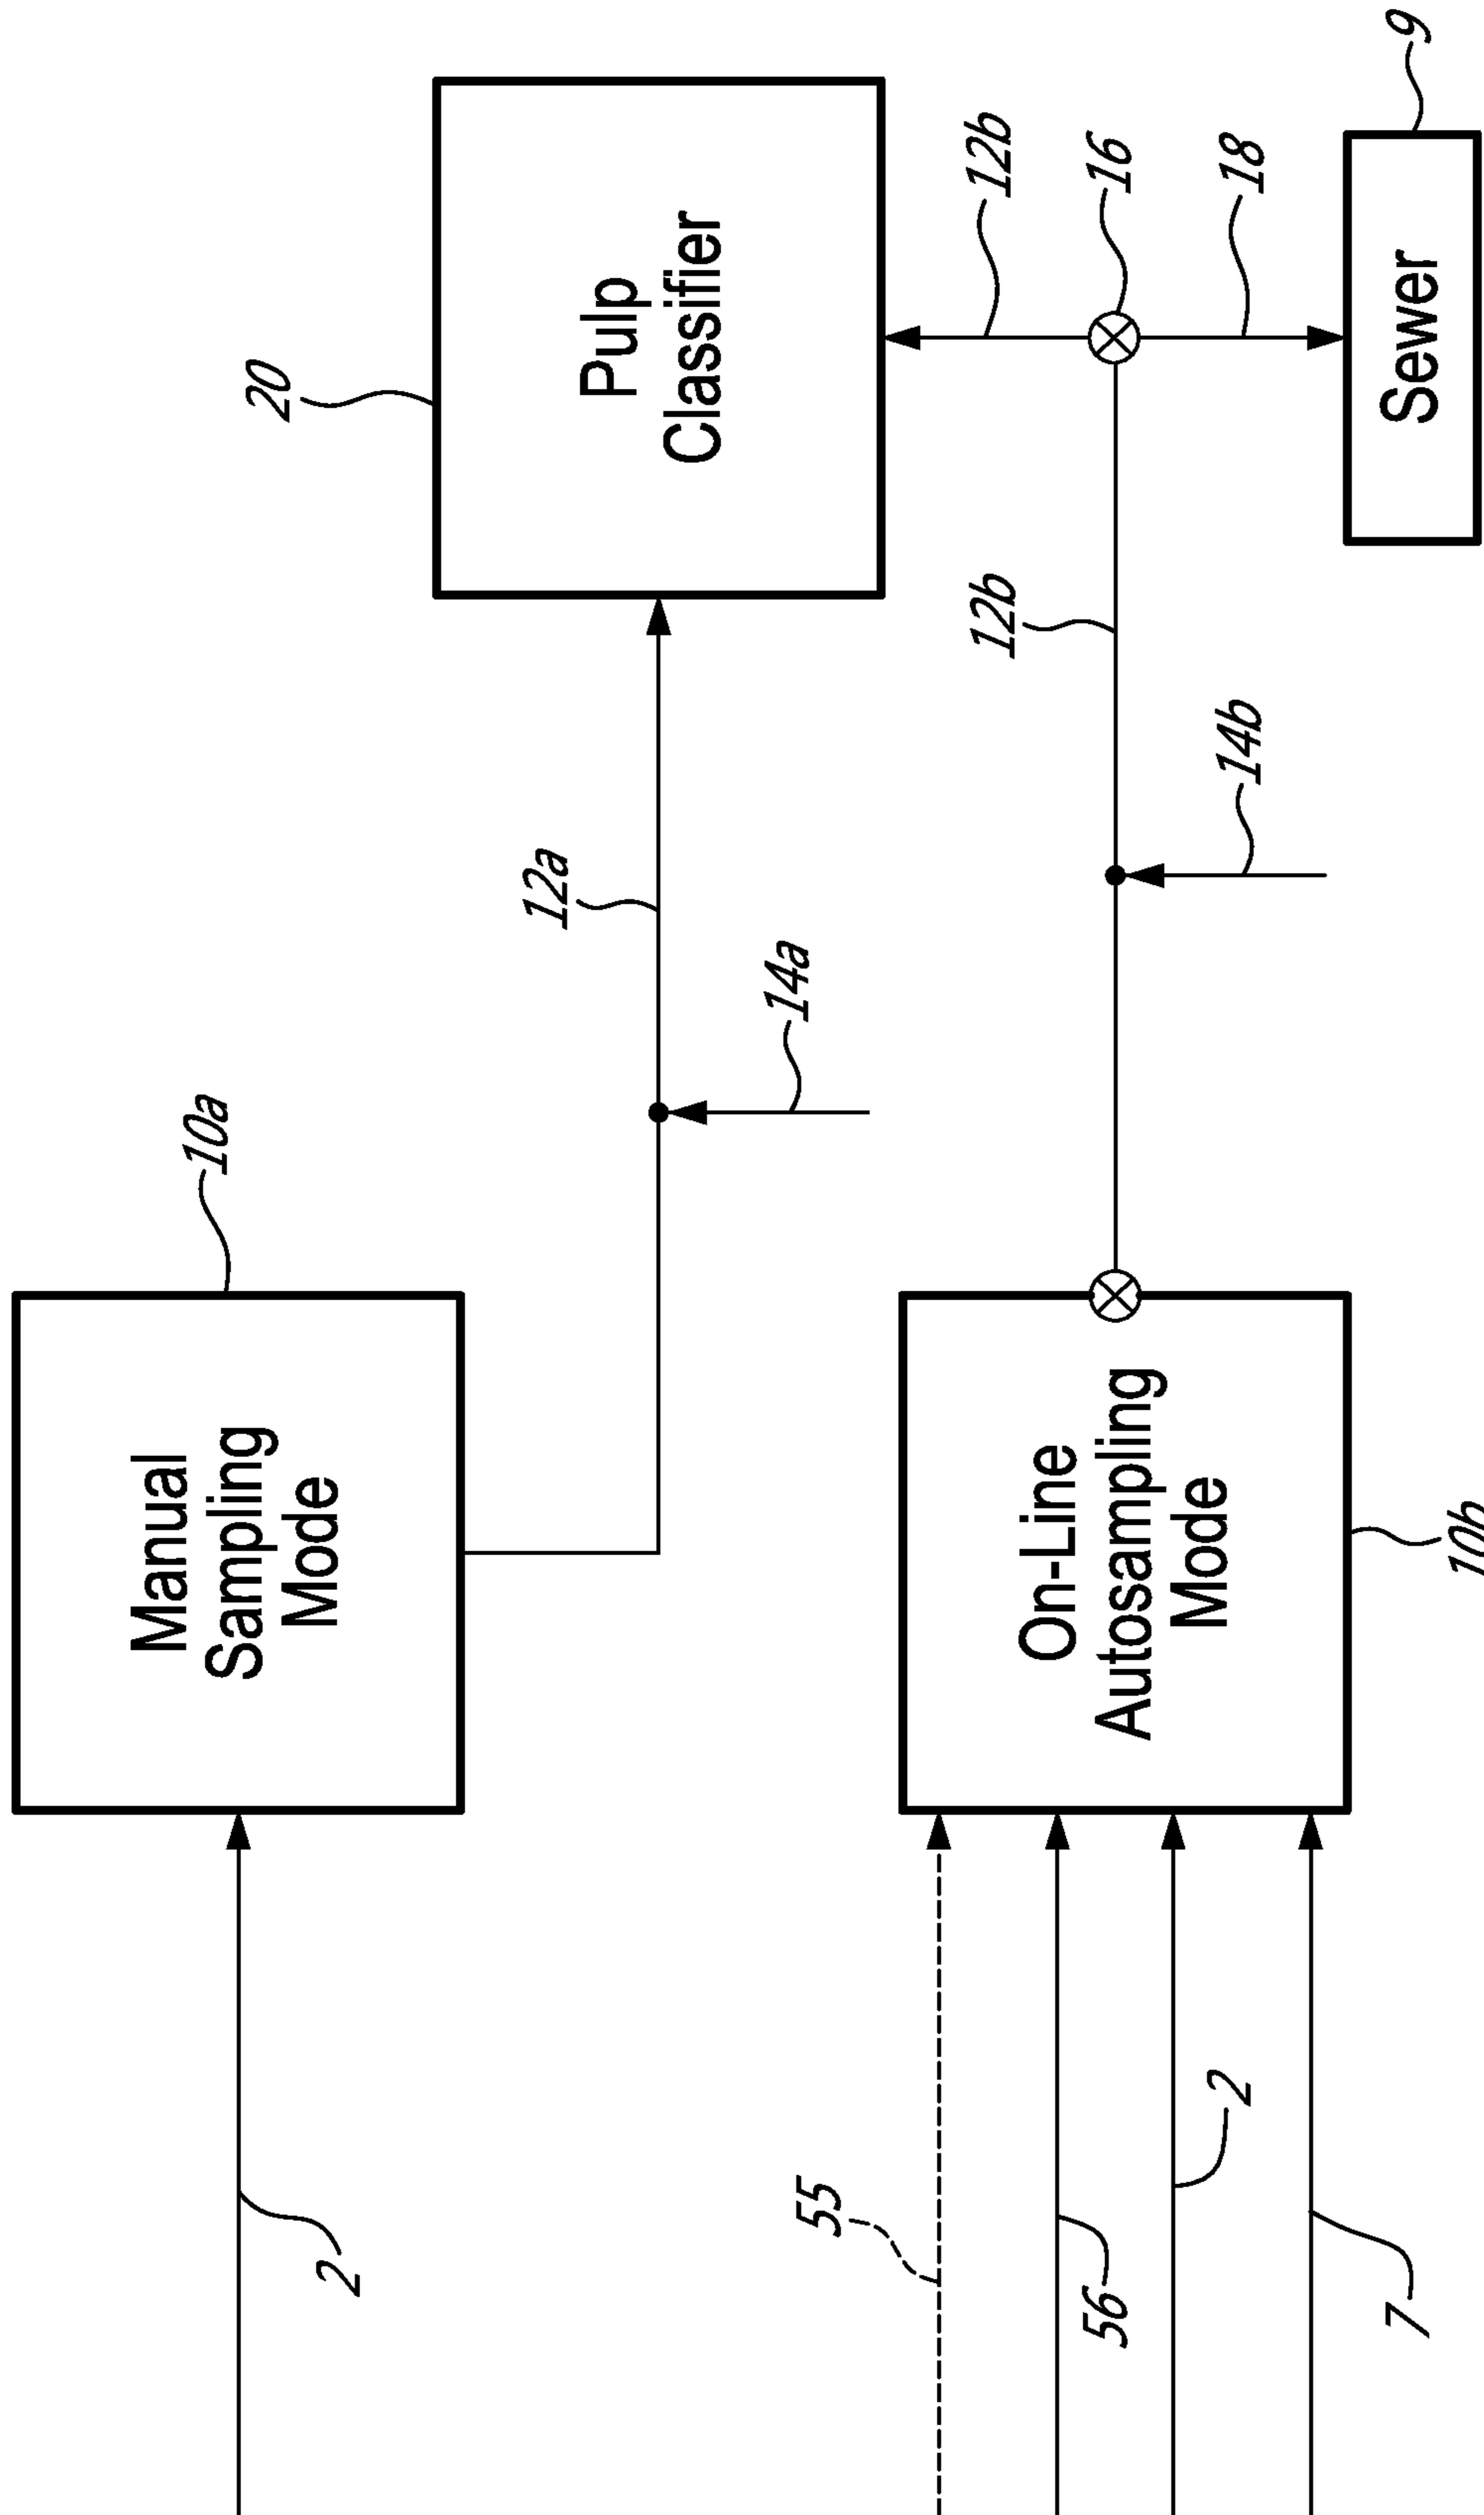 Manual
Sampling
Mode
10a
20
2
12a
Pulp
Classifier
14a
55
On-Line
Autosampling
Mode
12b
12b
56
16
2
14b
18
7
Sewer
9
10b